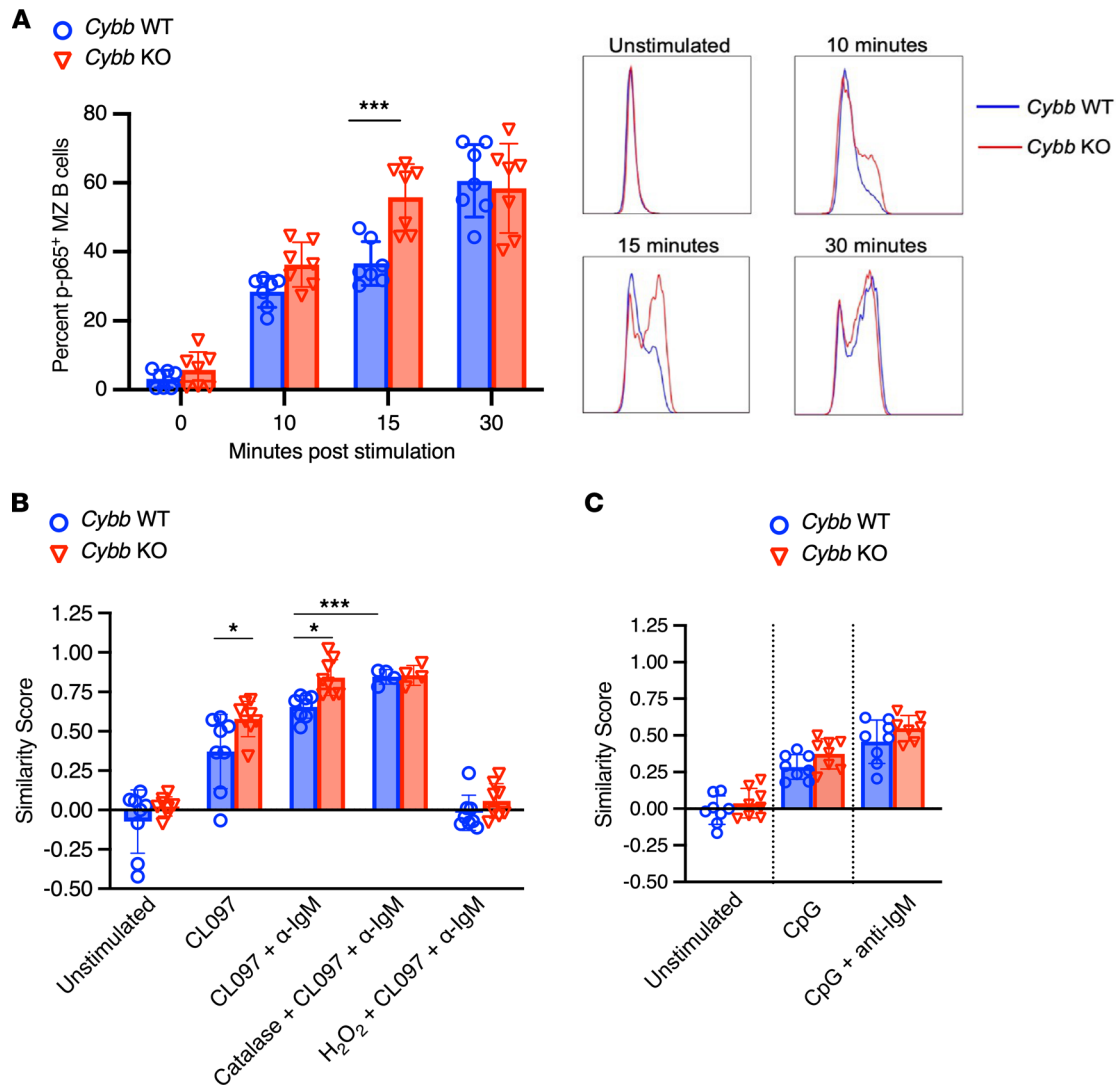 A
Cybb WT
Cybb KO
Percent p-p65⁺ MZ B cells
80
60
40
20
0
***
0 10 15 30
Minutes post stimulation
Unstimulated
10 minutes
Cybb WT
Cybb KO
15 minutes
30 minutes
B
Cybb WT
Cybb KO
Similarity Score
1.25
1.00
0.75
0.50
0.25
0.00
-0.25
-0.50
*
*
***
Unstimulated
CL097
CL097 + α-IgM
Catalase + CL097 + α-IgM
H₂O₂ + CL097 + α-IgM
C
Cybb WT
Cybb KO
Similarity Score
1.25
1.00
0.75
0.50
0.25
0.00
-0.25
-0.50
Unstimulated
CpG
CpG + anti-IgM